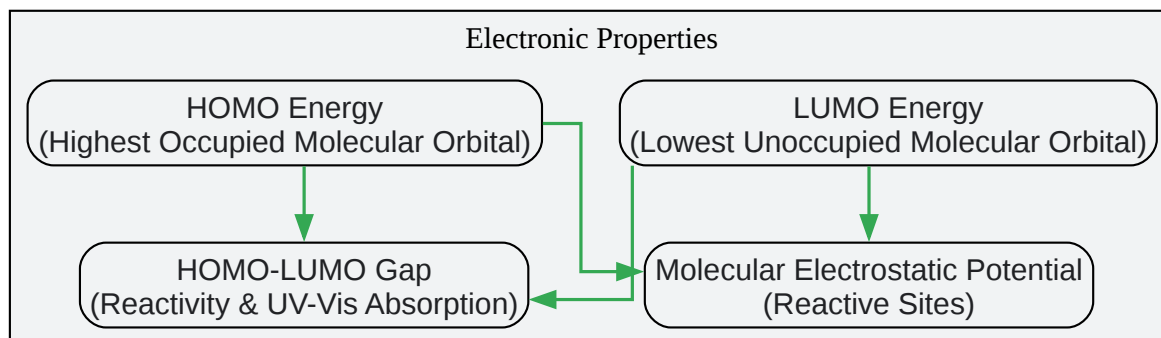 Electronic Properties
HOMO Energy
(Highest Occupied Molecular Orbital)
LUMO Energy
(Lowest Unoccupied Molecular Orbital)
HOMO-LUMO Gap
(Reactivity & UV-Vis Absorption)
Molecular Electrostatic Potential
(Reactive Sites)